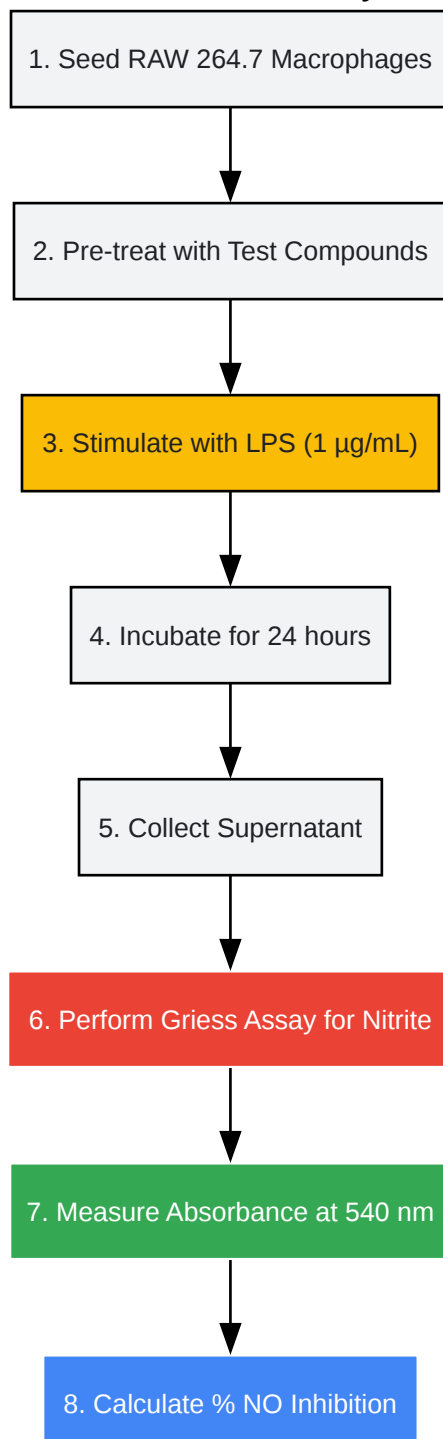 1. Seed RAW 264.7 Macrophages
2. Pre-treat with Test Compounds
3. Stimulate with LPS (1 µg/mL)
4. Incubate for 24 hours
5. Collect Supernatant
6. Perform Griess Assay for Nitrite
7. Measure Absorbance at 540 nm
8. Calculate % NO Inhibition